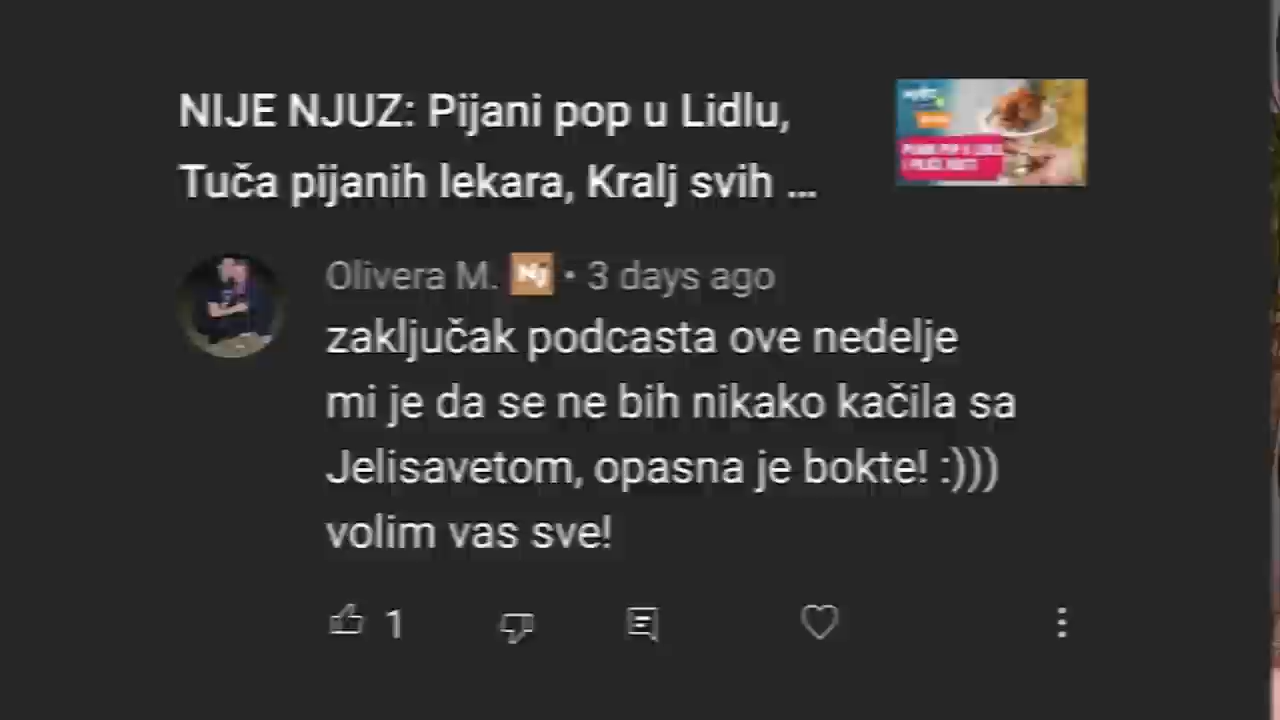 NIJE NJUZ: Pijani pop u Lidlu,
Tuča pijanih lekara, Kralj svih ...
Olivera M. Nj • 3 days ago
zaključak podcasta ove nedelje
mi je da se ne bih nikako kačila sa
Jelisavetom, opasna je bokte! :)))
volim vas sve!
1